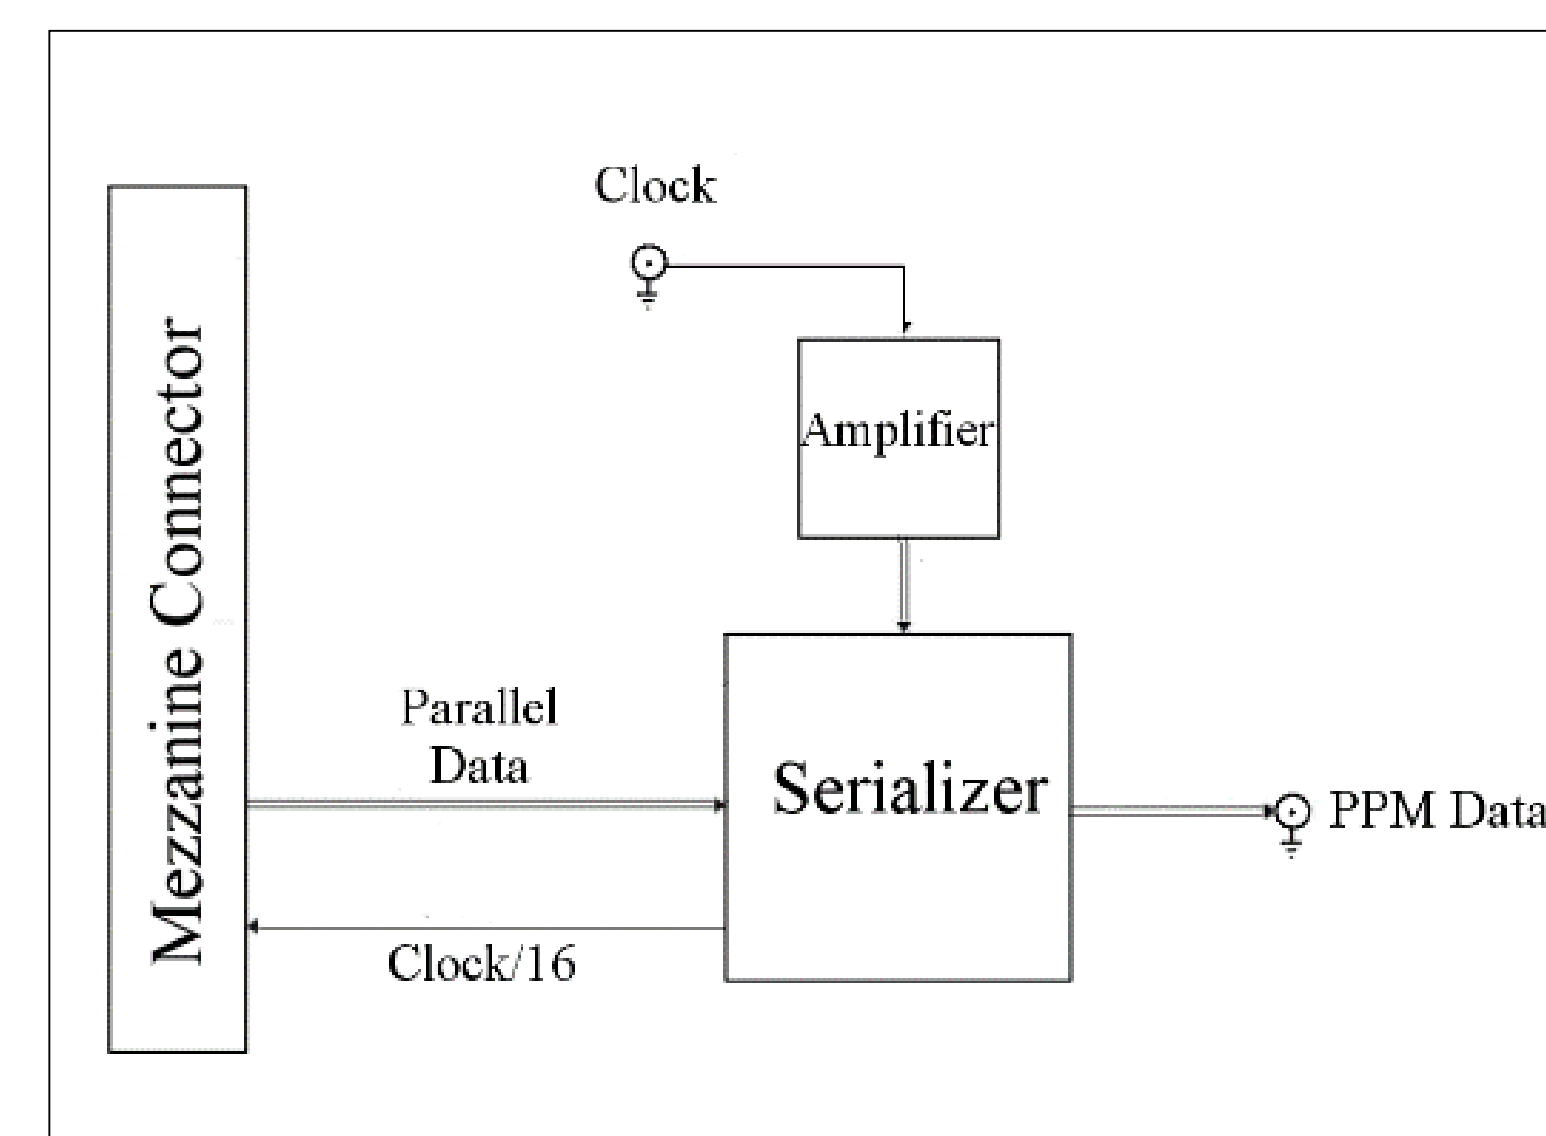 Clock
Amplifier
Mezzanine Connector
Parallel
Data
Serializer
PPM Data
Clock/16